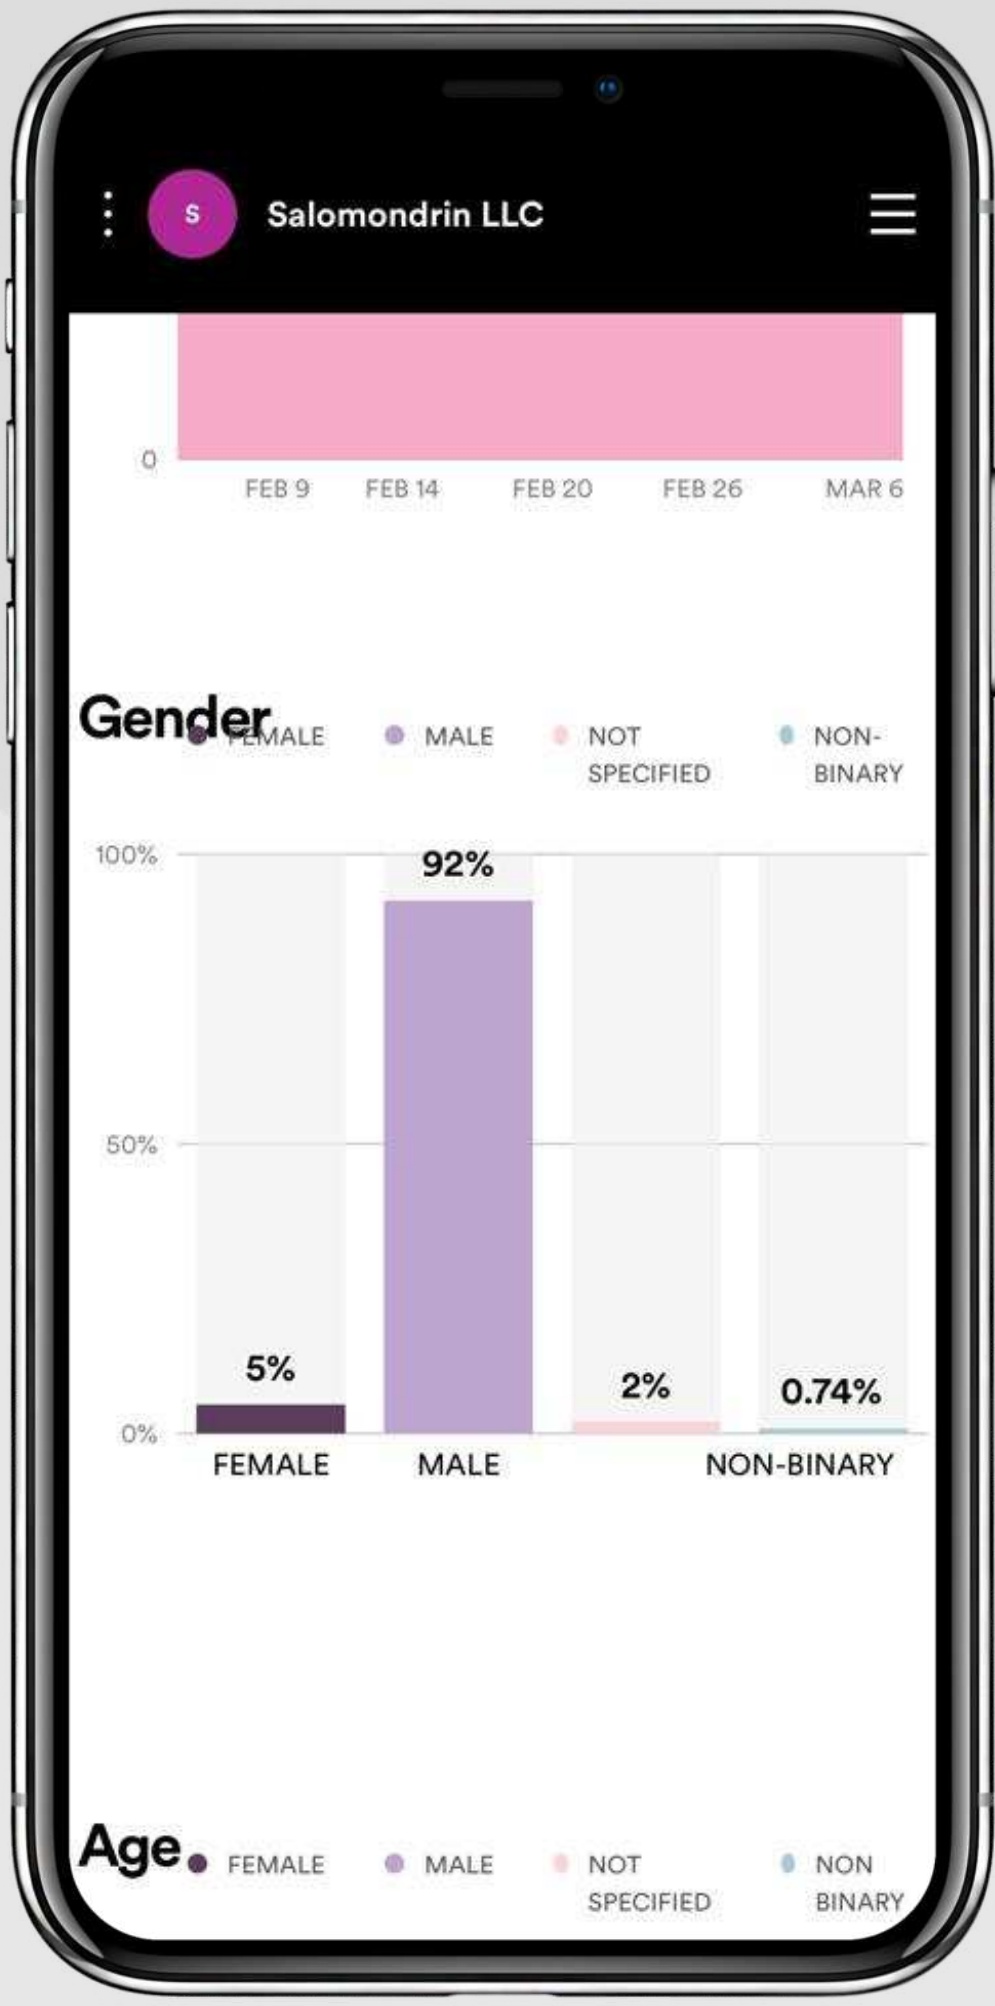 S
Salomondrin LLC
0
FEB 9 FEB 14 FEB 20 FEB 26 MAR 6
Gender
FEMALE MALE NOT SPECIFIED NON-BINARY
100%
92%
50%
5%
2%
0.74%
0%
FEMALE MALE NON-BINARY
Age
FEMALE MALE NOT SPECIFIED NON BINARY